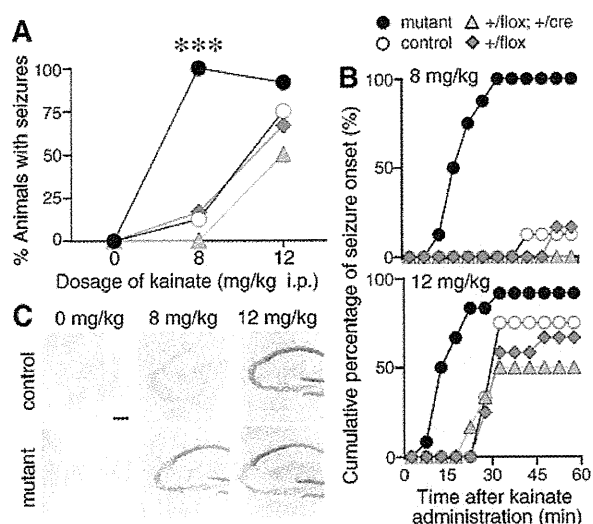 mutant +/flox; +/cre
control +/flox
A
***
100
75
50
25
0
% Animals with seizures
0 8 12
Dosage of kainate (mg/kg i.p.)
B
8 mg/kg
100
50
0
12 mg/kg
100
50
0
Cumulative percentage of seizure onset (%)
0 15 30 45 60
Time after kainate
administration (min)
C
0 mg/kg 8 mg/kg 12 mg/kg
control
mutant